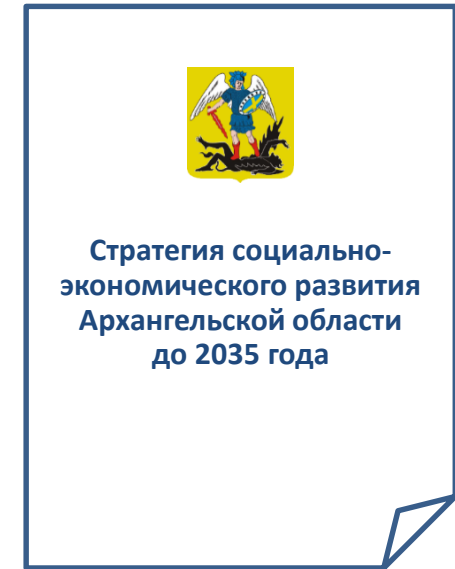 Стратегия социально-
экономического развития
Архангельской области
до 2035 года